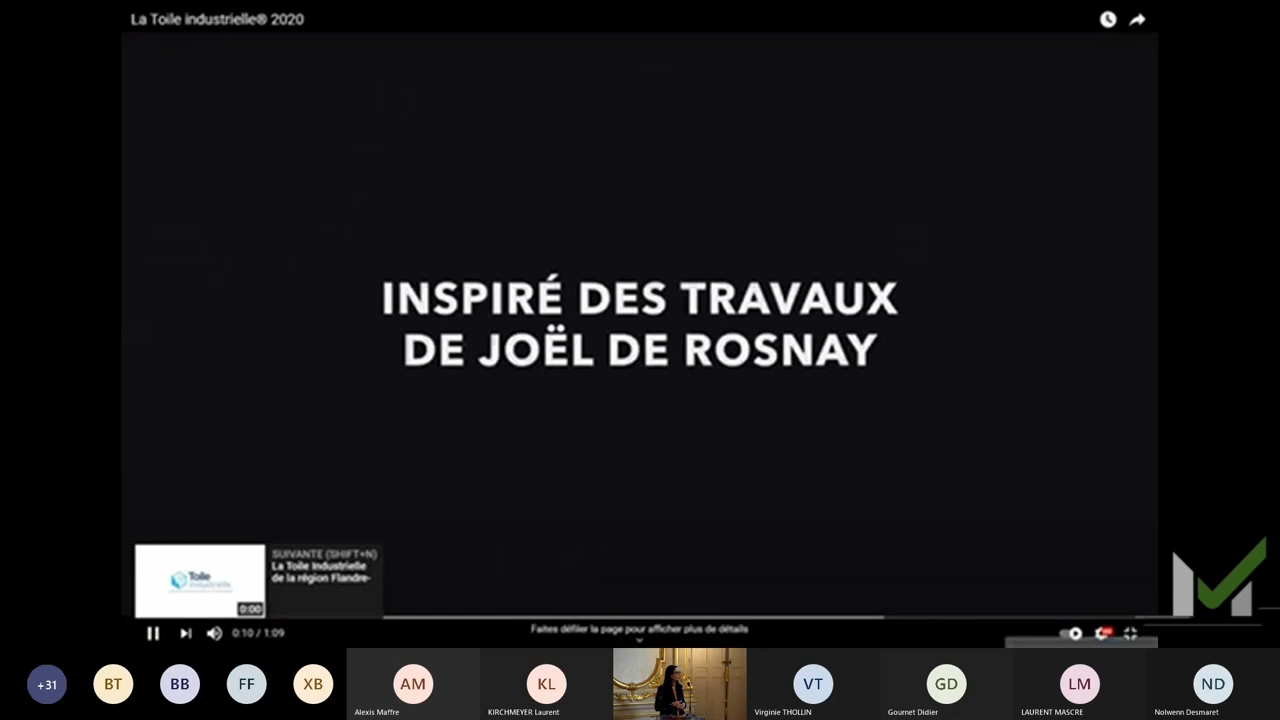 La Toile industrielle® 2020
INSPIRÉ DES TRAVAUX
DE JOËL DE ROSNAY
SUIVANTE (SHIFT+N)
La Toile Industrielle
de la région Flandre-
Toile
industrielle
0:00
0:10 / 1:09
Faites défiler la page pour afficher plus de détails
+31
BT
BB
FF
XB
AM
KL
VT
GD
LM
ND
Alexis Maffre
KIRCHMEYER Laurent
Virginie THOLLIN
Gournet Didier
LAURENT MASCRE
Nolwenn Desmaret